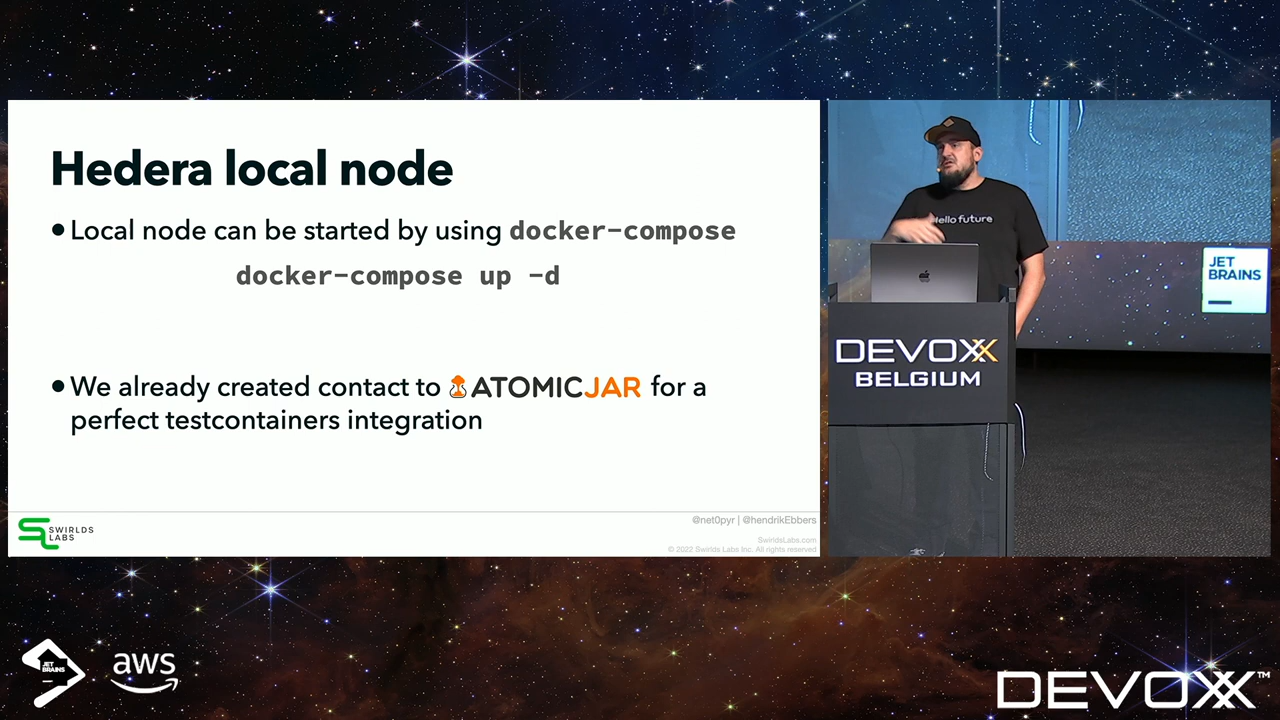 Hedera local node
• Local node can be started by using docker-compose
docker-compose up -d
• We already created contact to ATOMICJAR for a
perfect testcontainers integration
SWIRLDS
LABS
@net0pyr | @hendrikEbbers
SwirldsLabs.com
© 2022 Swirlds Labs Inc. All rights reserved
Hello future
JET
BRAINS
DEVOXX
BELGIUM
JET
BRAINS
aws
DEVOXX™